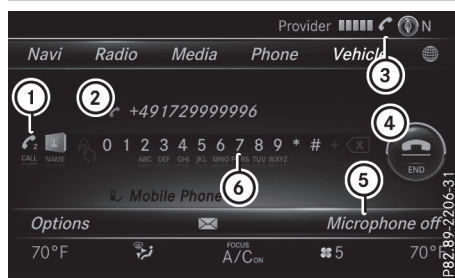 Provider N
Navi Radio Media Phone Vehicle
1 2 3
+491729999996
4
CALL 2 NAME 0 1 2 3 4 5 6 7 8 9 * # +
ABC DEF GHI JKL MNO PQRS TUV WXYZ
END
6 5
Mobile Phone
Options Microphone off
70°F FOCUS A/C ON 5 70°F
P82.89-2206-31